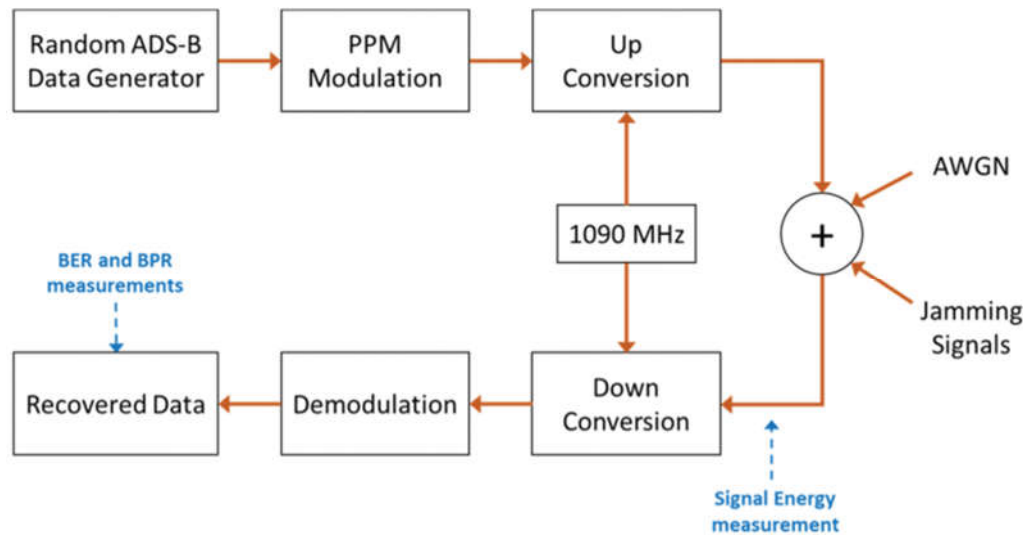 Random ADS-B
Data Generator
PPM
Modulation
Up
Conversion
AWGN
1090 MHz
+
BER and BPR
measurements
Jamming
Signals
Recovered Data
Demodulation
Down
Conversion
Signal Energy
measurement